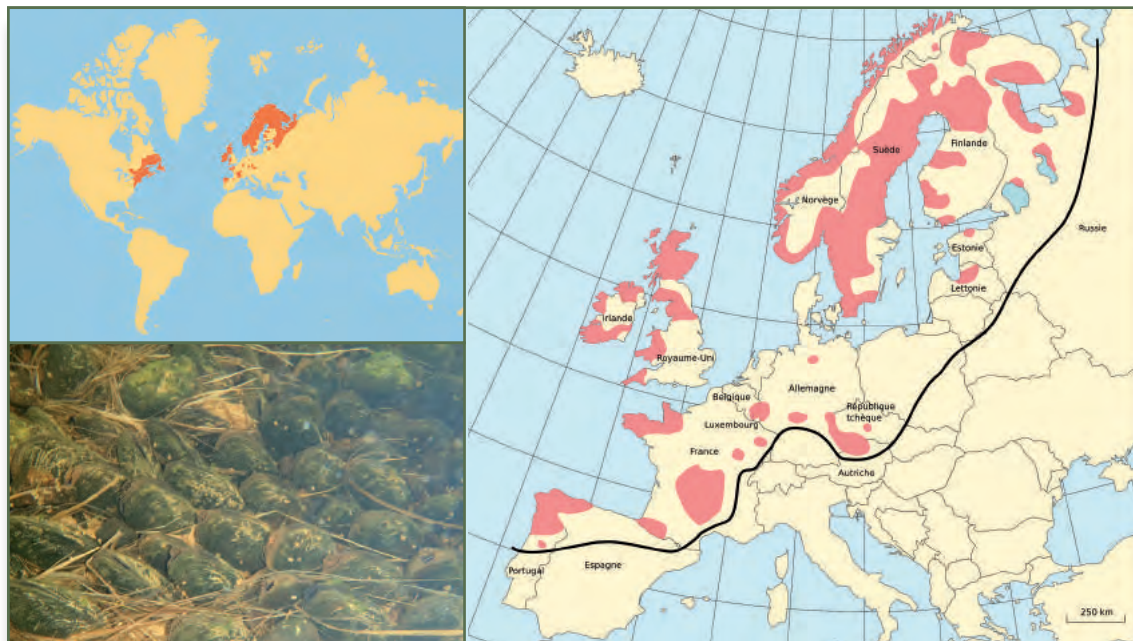 Suède
Finlande
Norvège
Russie
Estonie
Lettonie
Irlande
Royaume-Uni
Belgique
Allemagne
République
tchèque
Luxembourg
France
Autriche
Portugal
Espagne
250 km